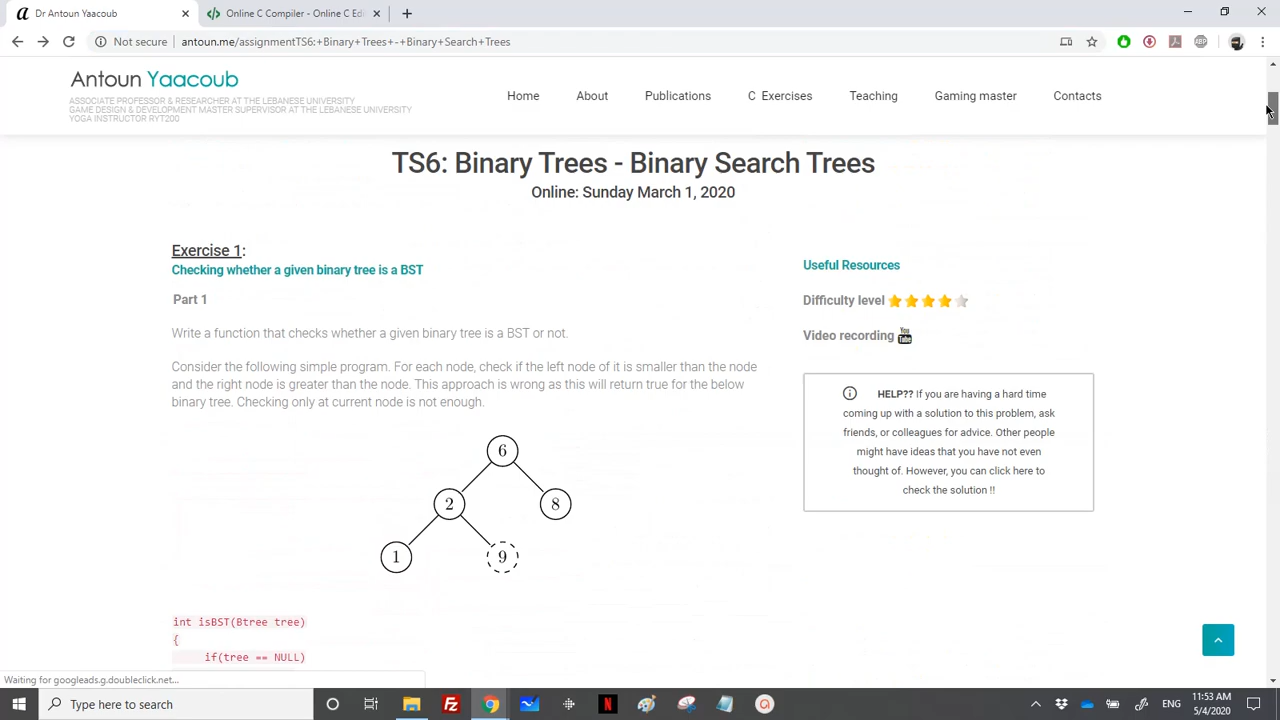 Dr Antoun Yaacoub
Online C Compiler - Online C Edi
Not secure
antoun.me/assignmentTS6:+Binary+Trees+-+Binary+Search+Trees
Antoun Yaacoub
ASSOCIATE PROFESSOR & RESEARCHER AT THE LEBANESE UNIVERSITY
GAME DESIGN & DEVELOPMENT MASTER SUPERVISOR AT THE LEBANESE UNIVERSITY
YOGA INSTRUCTOR RYT200
Home
About
Publications
C Exercises
Teaching
Gaming master
Contacts
TS6: Binary Trees - Binary Search Trees
Online: Sunday March 1, 2020
Exercise 1:
Checking whether a given binary tree is a BST
Part 1
Write a function that checks whether a given binary tree is a BST or not.
Consider the following simple program. For each node, check if the left node of it is smaller than the node
and the right node is greater than the node. This approach is wrong as this will return true for the below
binary tree. Checking only at current node is not enough.
6
2
8
1
9
int isBST(Btree tree)
{
if(tree == NULL)
Useful Resources
Difficulty level
Video recording You Tube
HELP?? If you are having a hard time
coming up with a solution to this problem, ask
friends, or colleagues for advice. Other people
might have ideas that you have not even
thought of. However, you can click here to
check the solution !!
Waiting for googleads.g.doubleclick.net...
Type here to search
ENG
11:53 AM
5/4/2020